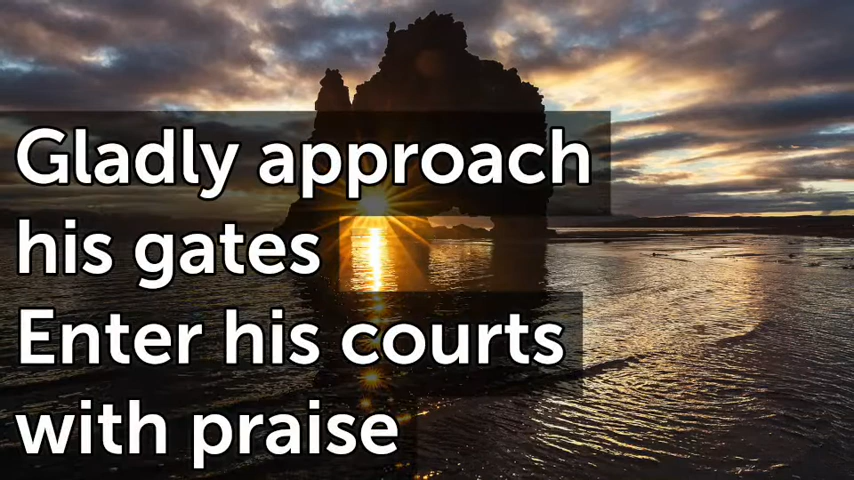 Gladly approach
his gates
Enter his courts
with praise